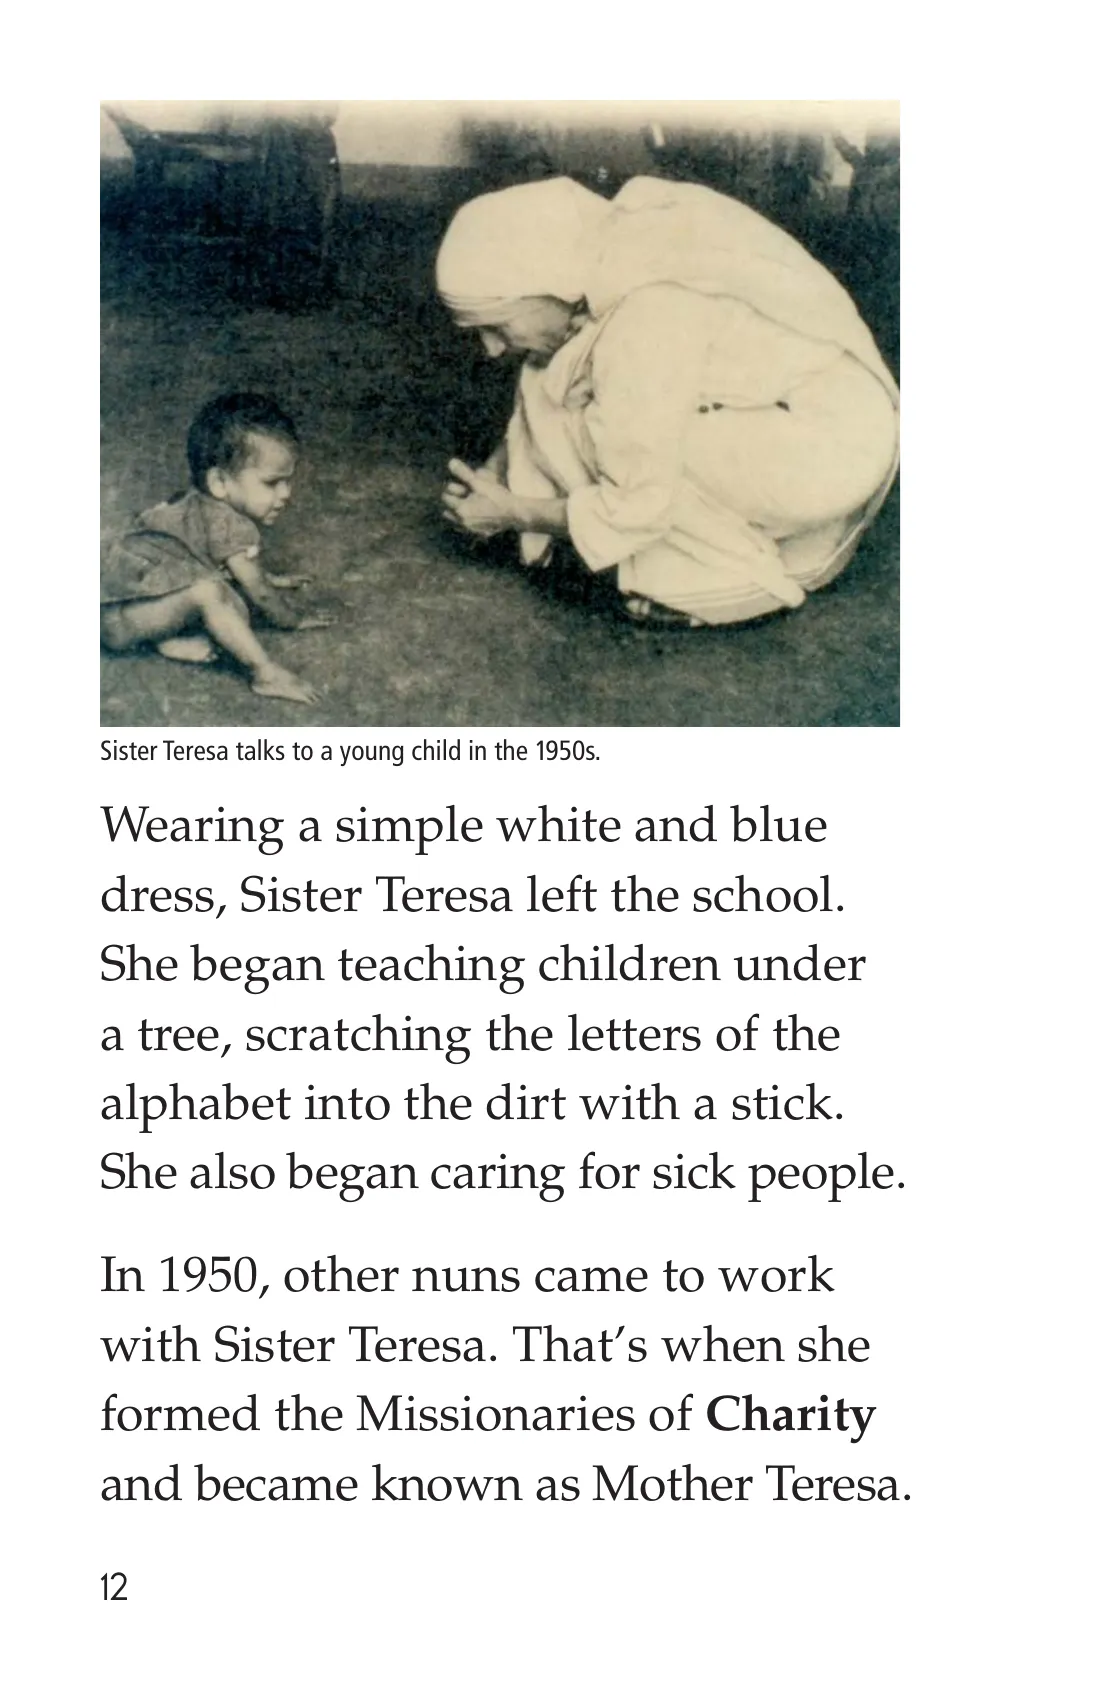 Sister Teresa talks to a young child in the 1950s.
Wearing a simple white and blue
dress, Sister Teresa left the school.
She began teaching children under
a tree, scratching the letters of the
alphabet into the dirt with a stick.
She also began caring for sick people.
In 1950, other nuns came to work
with Sister Teresa. That’s when she
formed the Missionaries of Charity
and became known as Mother Teresa.
12